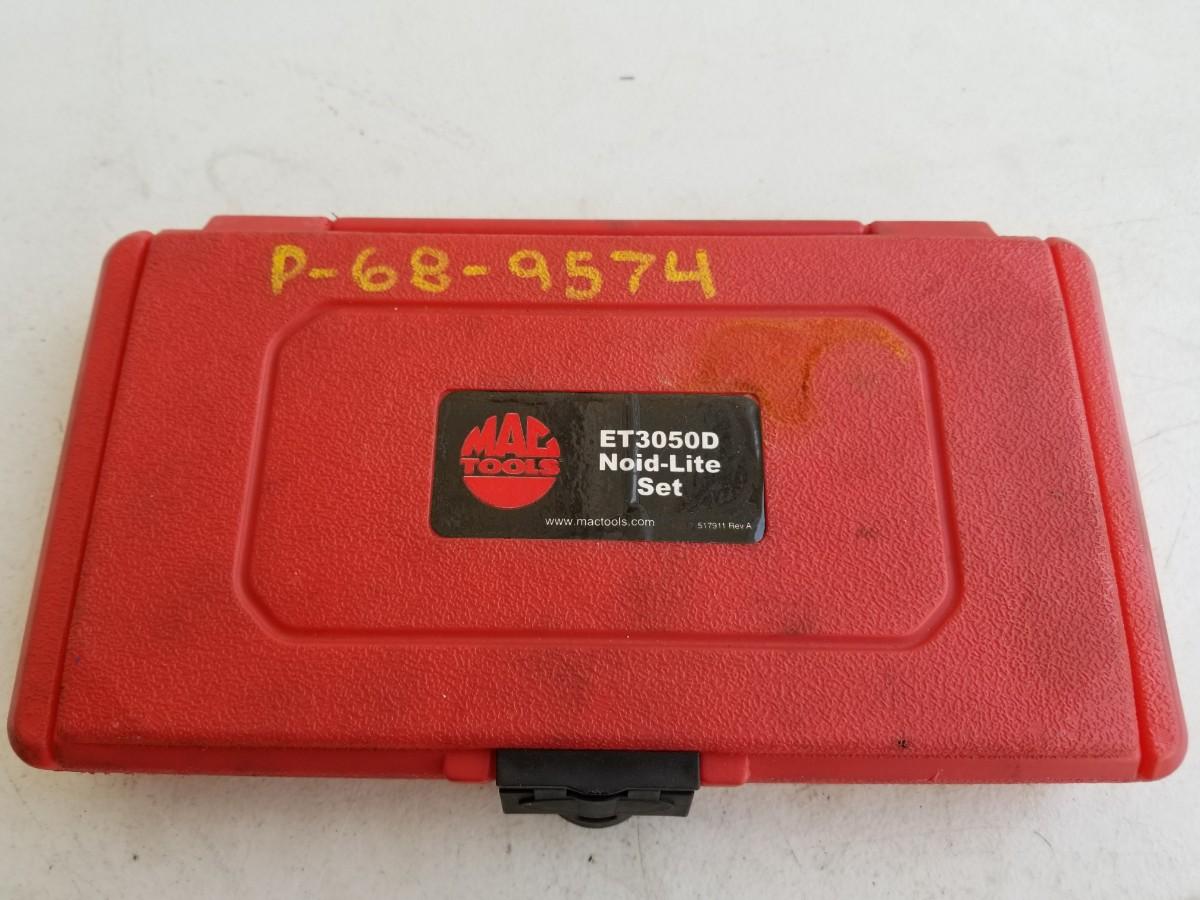 P-68-9574
MAC
TOOLS
ET3050D
Noid-Lite
Set
www.mactools.com
517911 Rev A